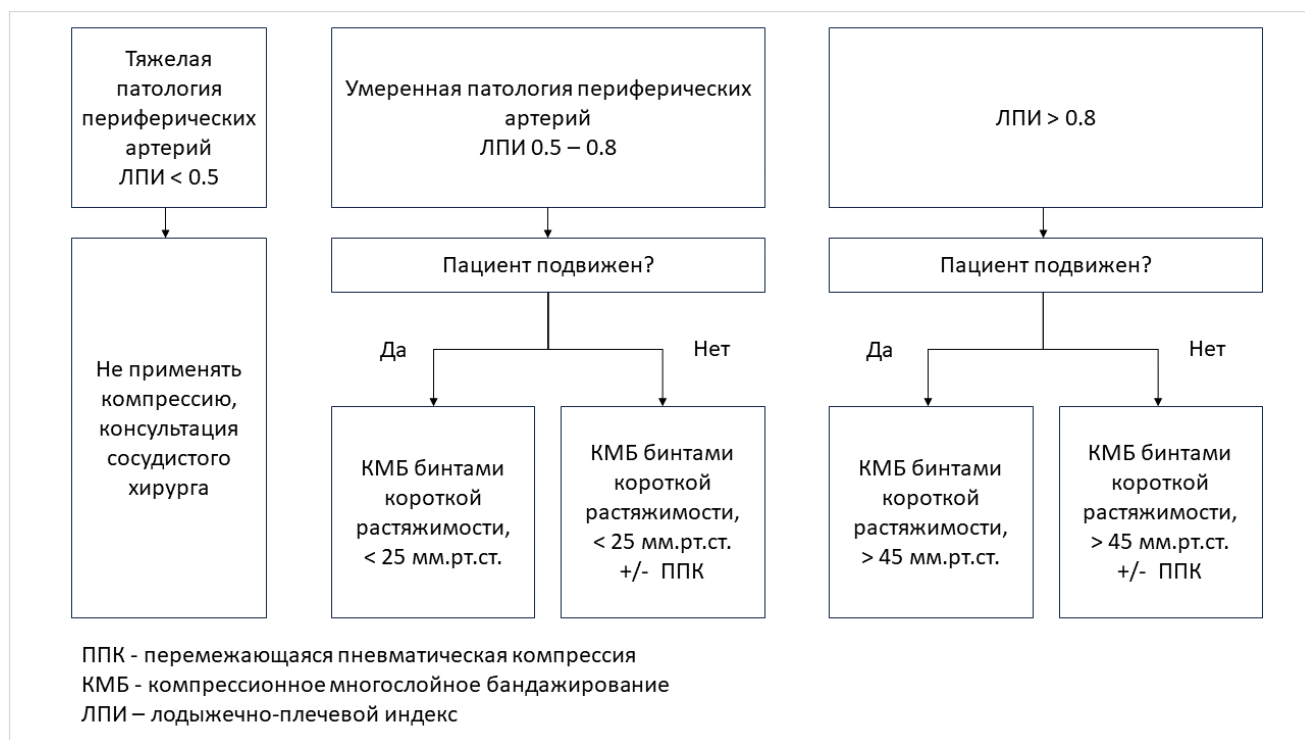 Тяжелая
патология
периферических
артерий
ЛПИ < 0.5
Умеренная патология периферических
артерий
ЛПИ 0.5 – 0.8
ЛПИ > 0.8
Не применять
компрессию,
консультация
сосудистого
хирурга
Пациент подвижен?
Да
Нет
КМБ бинтами
короткой
растяжимости,
< 25 мм.рт.ст.
КМБ бинтами
короткой
растяжимости,
< 25 мм.рт.ст.
+/- ППК
Пациент подвижен?
Да
Нет
КМБ бинтами
короткой
растяжимости,
> 45 мм.рт.ст.
КМБ бинтами
короткой
растяжимости,
> 45 мм.рт.ст.
+/- ППК
ППК - перемежающаяся пневматическая компрессия
КМБ - компрессионное многослойное бандажирование
ЛПИ – лодыжечно-плечевой индекс